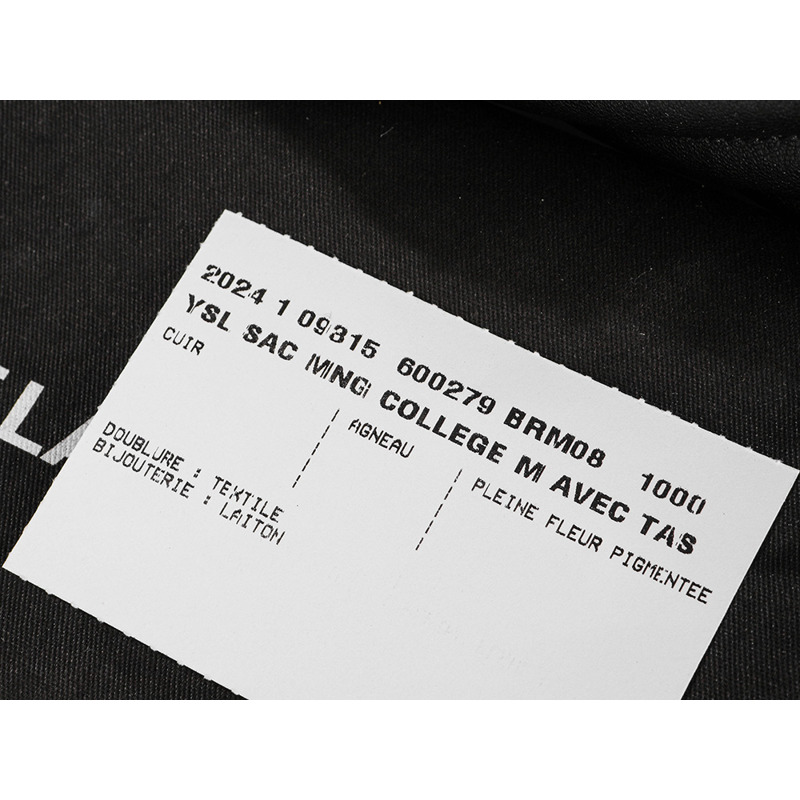 2024 1 09315 600279 BRM08 1000
YSL SAC MNG COLLEGE M AVEC TAS
CUIR
AGNEAU
PLEINE FLEUR PIGMENTEE
DOUBLURE : TEXTILE
BIJOUTERIE : LAITON
LA